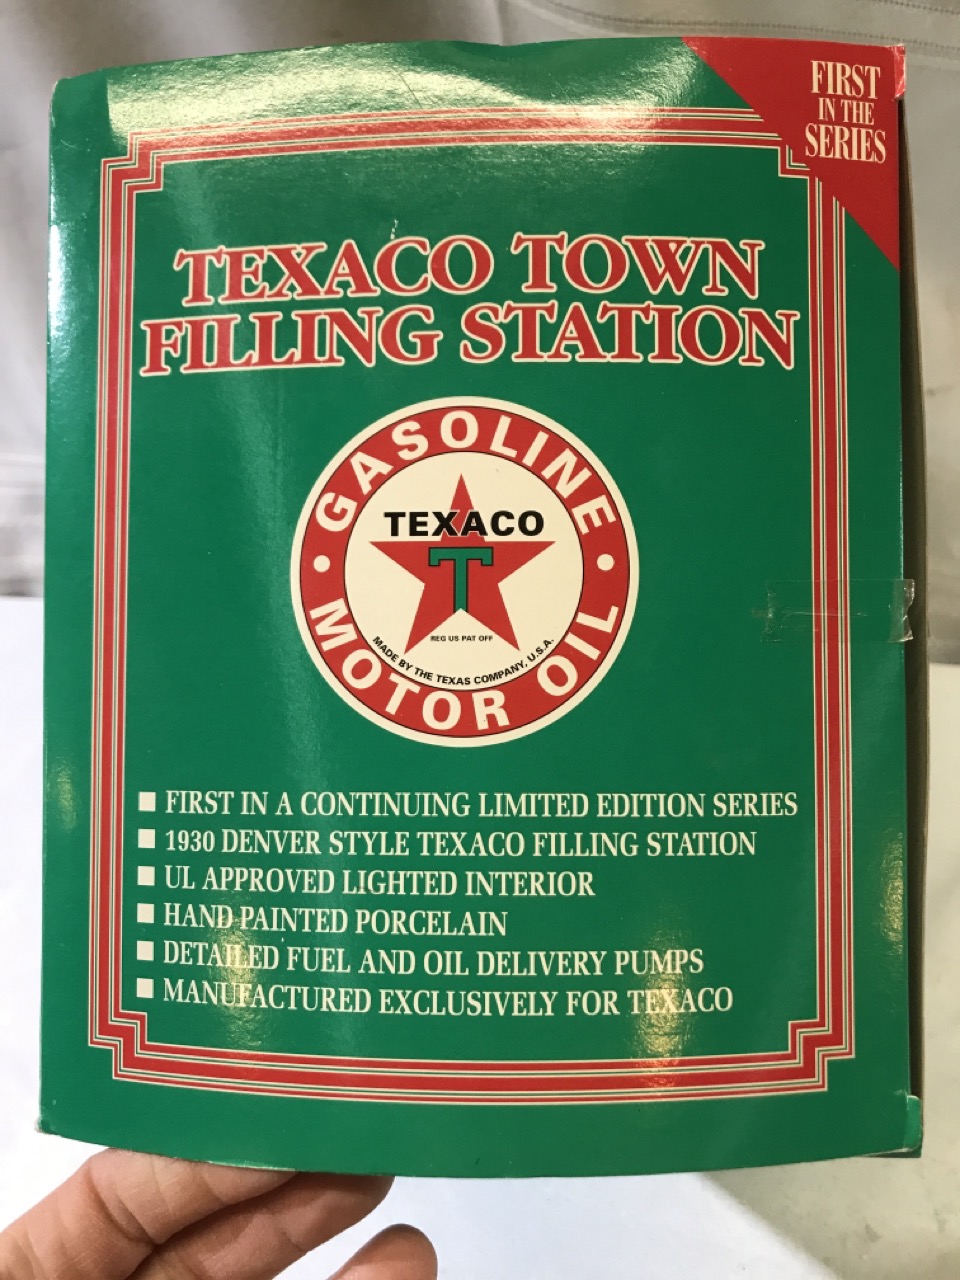 FIRST
IN THE
SERIES
TEXACO TOWN
FILLING STATION
GASOLINE
TEXACO
T
REG US PAT OFF
MADE BY THE TEXAS COMPANY, U.S.A.
MOTOR OIL
FIRST IN A CONTINUING LIMITED EDITION SERIES
1930 DENVER STYLE TEXACO FILLING STATION
UL APPROVED LIGHTED INTERIOR
HAND PAINTED PORCELAIN
DETAILED FUEL AND OIL DELIVERY PUMPS
MANUFACTURED EXCLUSIVELY FOR TEXACO